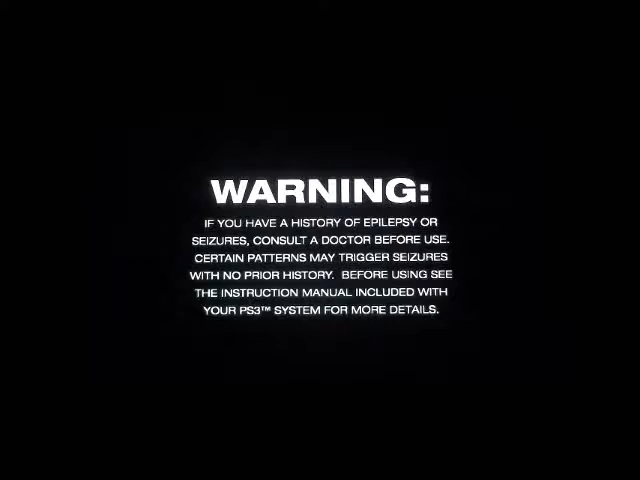 WARNING:
IF YOU HAVE A HISTORY OF EPILEPSY OR
SEIZURES, CONSULT A DOCTOR BEFORE USE.
CERTAIN PATTERNS MAY TRIGGER SEIZURES
WITH NO PRIOR HISTORY. BEFORE USING SEE
THE INSTRUCTION MANUAL INCLUDED WITH
YOUR PS3™ SYSTEM FOR MORE DETAILS.